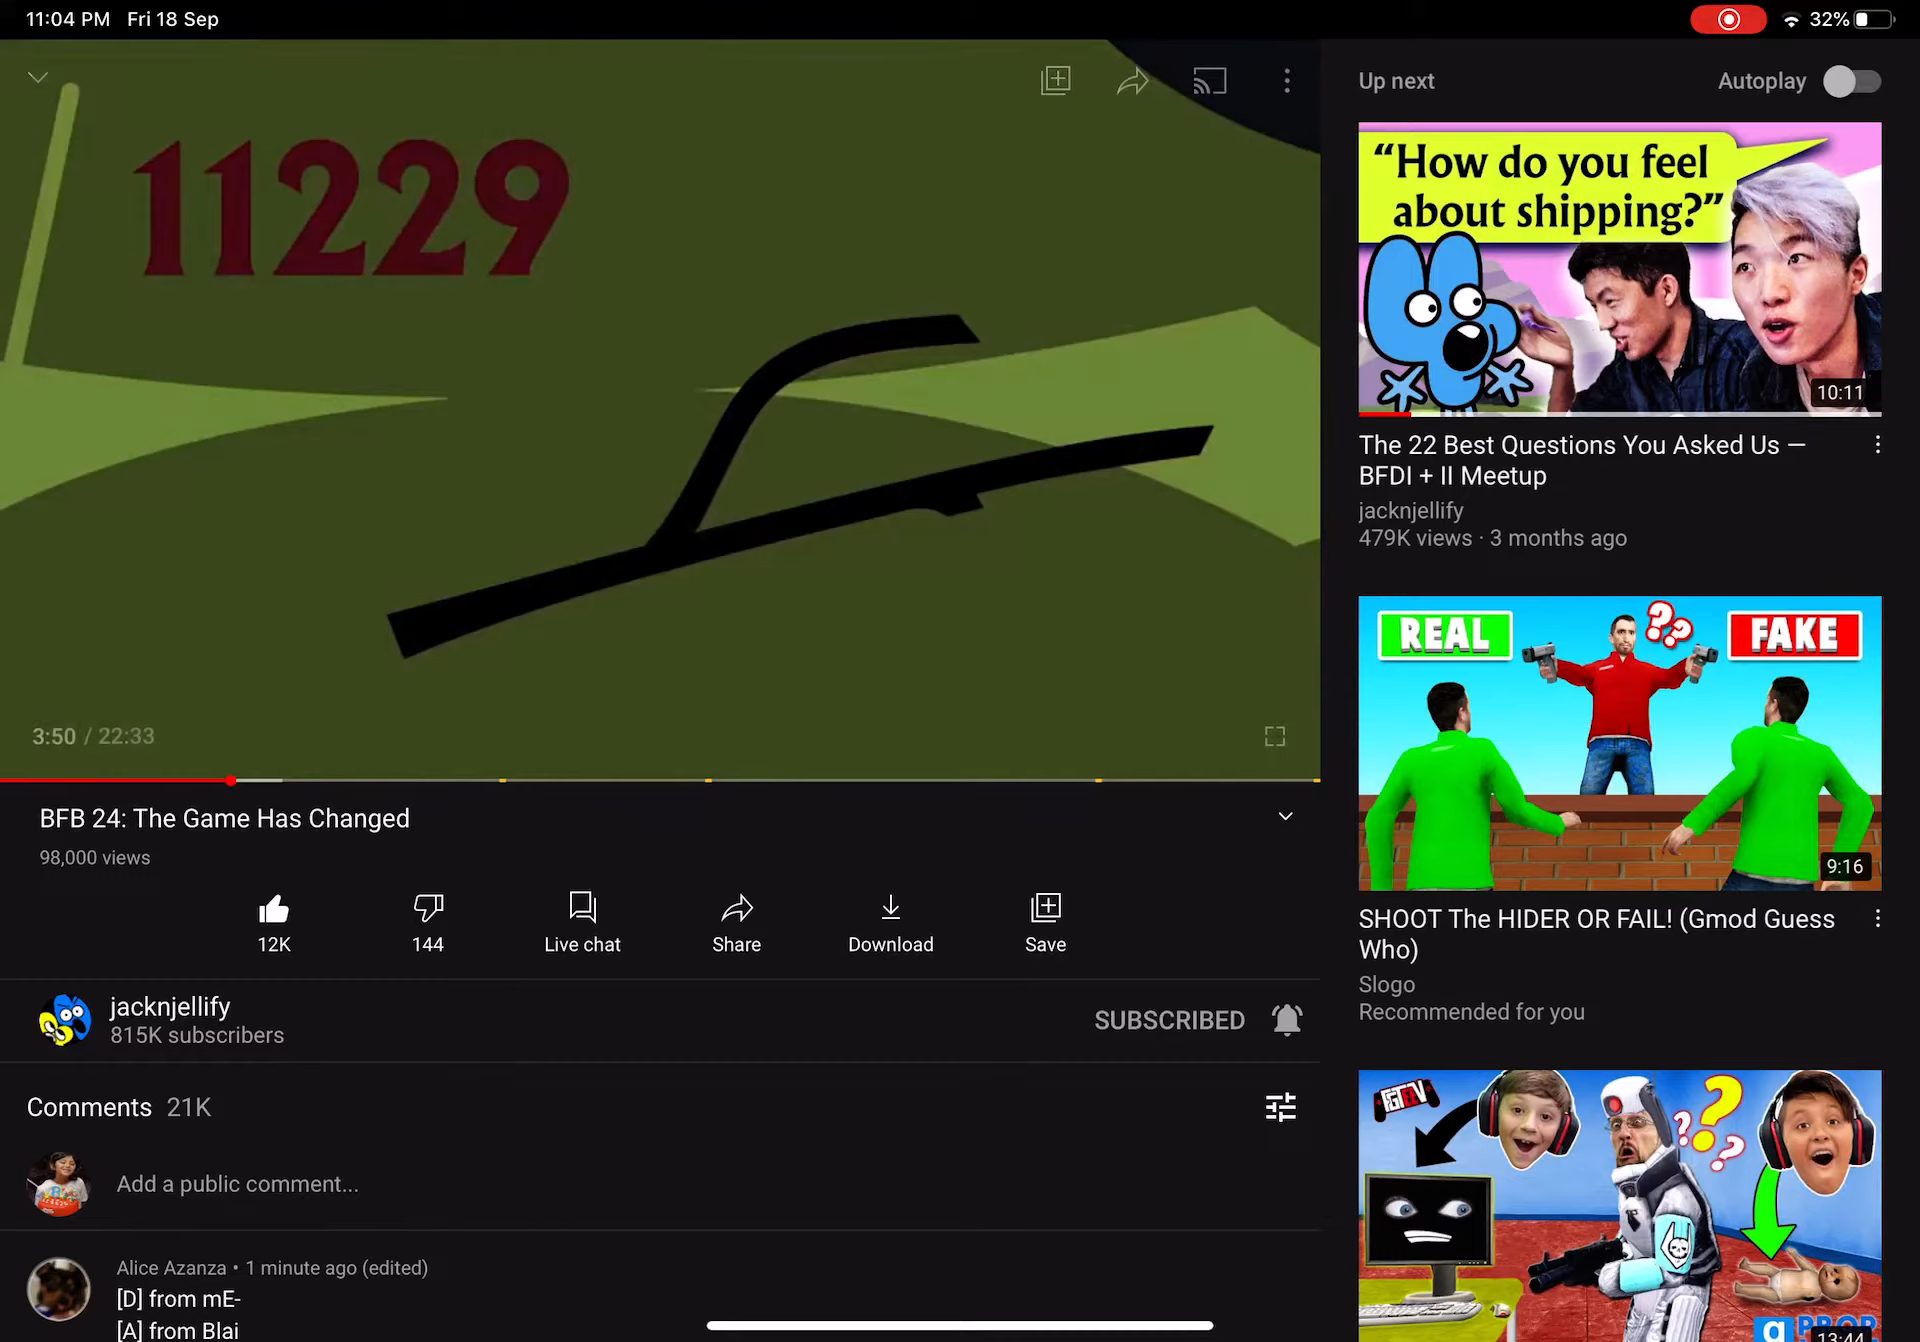 11:04 PM Fri 18 Sep
32%
11229
3:50 / 22:33
BFB 24: The Game Has Changed
98,000 views
12K
144
Live chat
Share
Download
Save
jacknjellify
815K subscribers
SUBSCRIBED
Comments 21K
Add a public comment...
Alice Azanza • 1 minute ago (edited)
[D] from mE-
[A] from Blai
Up next
Autoplay
“How do you feel
about shipping?”
10:11
The 22 Best Questions You Asked Us —
BFDI + II Meetup
jacknjellify
479K views · 3 months ago
REAL
??
FAKE
9:16
SHOOT The HIDER OR FAIL! (Gmod Guess
Who)
Slogo
Recommended for you
FGTEEV
???
g PROP
13:44